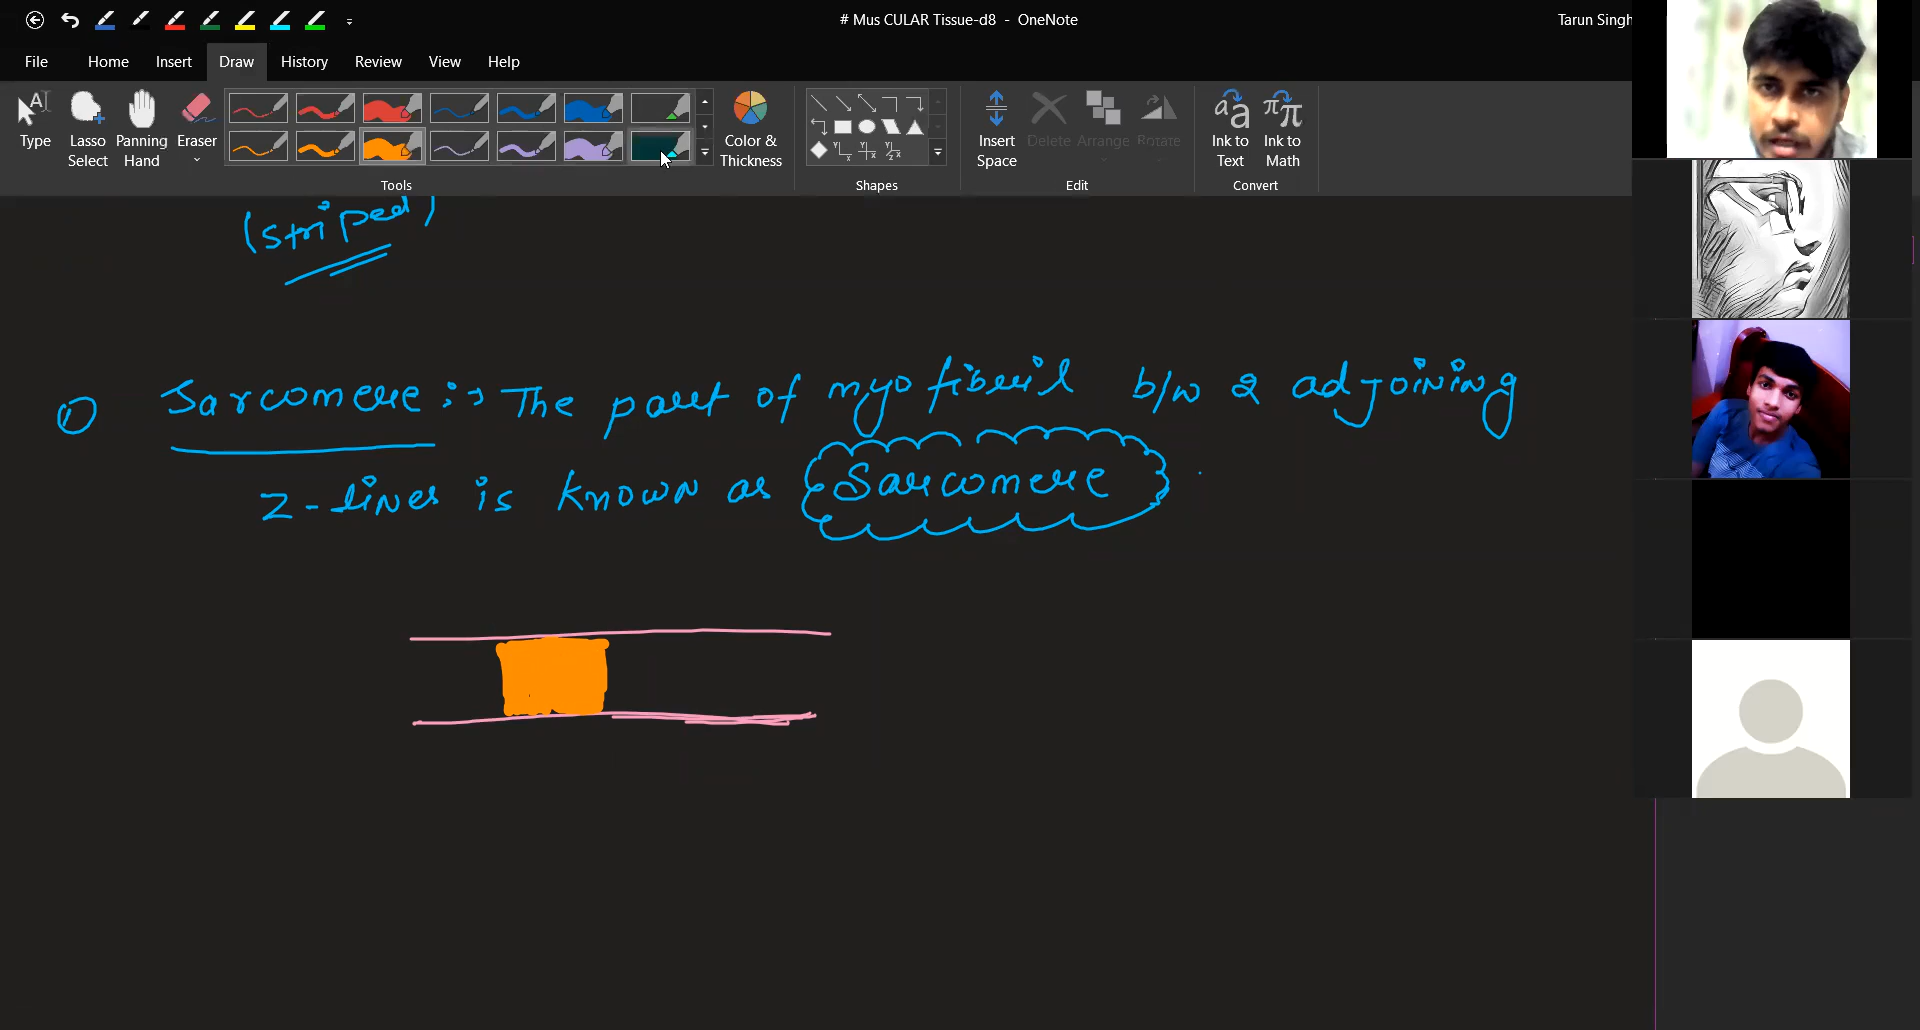 # Mus CULAR Tissue-d8 - OneNote
Tarun Singh
File Home Insert Draw History Review View Help
Type
Lasso Select
Panning Hand
Eraser
Color & Thickness
Insert Space
Delete
Arrange
Rotate
Ink to Text
Ink to Math
Tools
Shapes
Edit
Convert
(striped)
① Sarcomere :→ The part of myofibril b/w 2 adjoining
Z-lines is known as Sarcomere